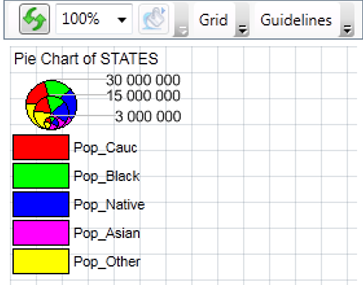 100% Grid Guidelines
Pie Chart of STATES
30 000 000
15 000 000
3 000 000
Pop_Cauc
Pop_Black
Pop_Native
Pop_Asian
Pop_Other